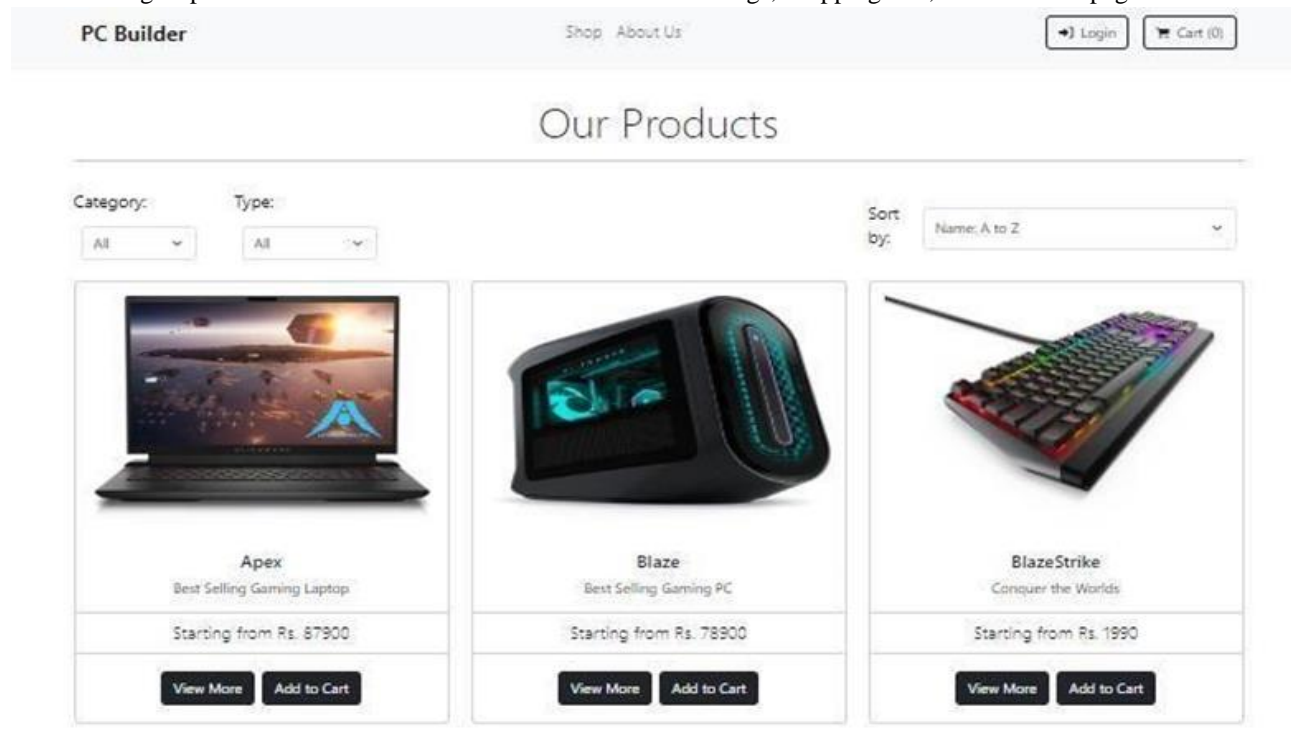 PC Builder
Shop About Us
Login
Cart (0)
Our Products
Category:
Type:
All
All
Sort by:
Name: A to Z
Apex
Best Selling Gaming Laptop
Starting from Rs. 87900
View More
Add to Cart
Blaze
Best Selling Gaming PC
Starting from Rs. 78900
View More
Add to Cart
BlazeStrike
Conquer the Worlds
Starting from Rs. 1990
View More
Add to Cart